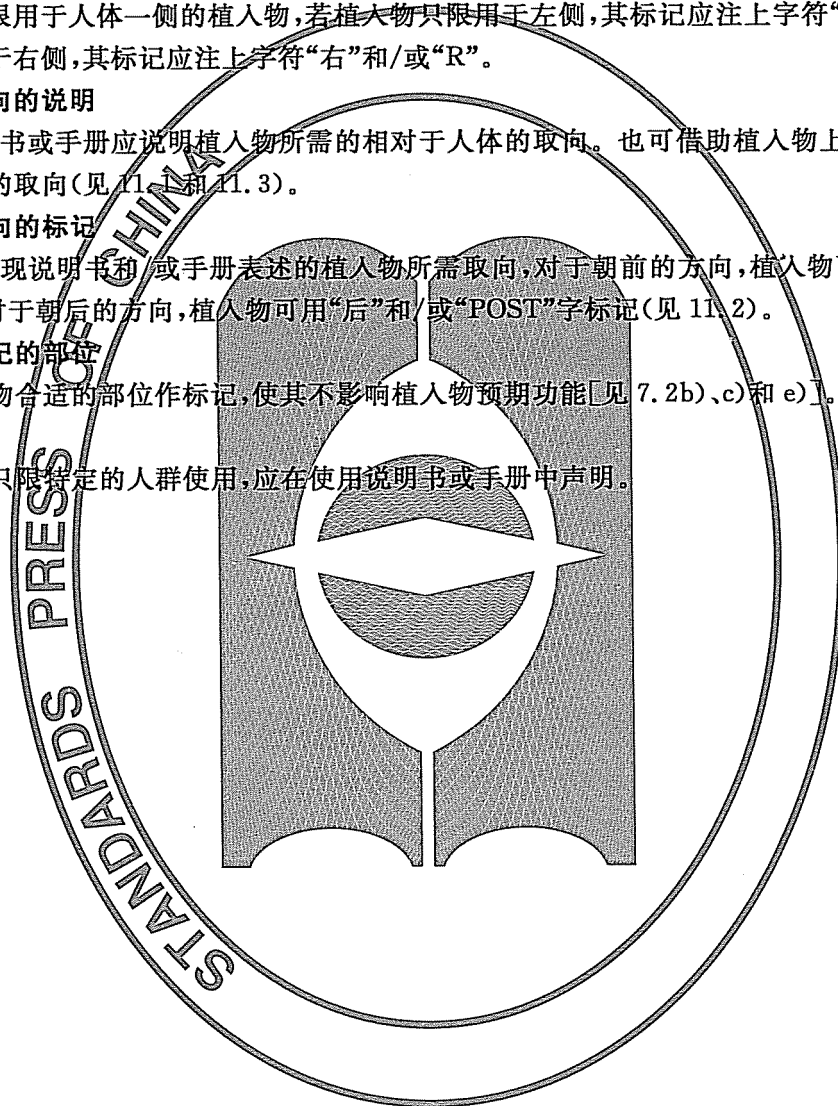 限用于人体一侧的植入物,若植入物只限用于左侧,其标记应注上字符“
于右侧,其标记应注上字符“右”和/或“R”。
向的说明
书或手册应说明植入物所需的相对于人体的取向。也可借助植入物上
的取向(见 11.1 和 11.3)。
向的标记
现说明书和/或手册表述的植入物所需取向,对于朝前的方向,植入物
对于朝后的方向,植入物可用“后”和/或“POST”字标记(见 11.2)。
记的部位
物合适的部位作标记,使其不影响植入物预期功能[见 7.2b)、c)和 e)]。
只限特定的人群使用,应在使用说明书或手册中声明。
STANDARDS PRESS OF CHINA